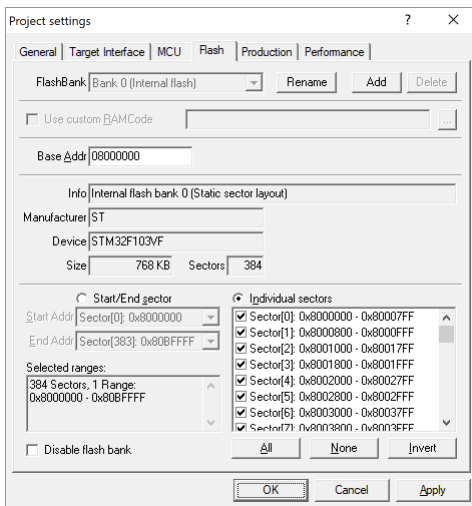 Project settings
? ×
General Target Interface MCU Flash Production Performance
FlashBank Bank 0 (Internal flash) Rename Add Delete
Use custom RAMCode ...
Base Addr 08000000
Info Internal flash bank 0 (Static sector layout)
Manufacturer ST
Device STM32F103VF
Size 768 KB Sectors 384
Start/End sector
Start Addr Sector[0]: 0x8000000
End Addr Sector[383]: 0x80BFFFF
Selected ranges:
384 Sectors, 1 Range:
0x8000000 - 0x80BFFFF
Disable flash bank
Individual sectors
Sector[0]: 0x8000000 - 0x80007FF
Sector[1]: 0x8000800 - 0x8000FFF
Sector[2]: 0x8001000 - 0x80017FF
Sector[3]: 0x8001800 - 0x8001FFF
Sector[4]: 0x8002000 - 0x80027FF
Sector[5]: 0x8002800 - 0x8002FFF
Sector[6]: 0x8003000 - 0x80037FF
Sector[7]: 0x8003800 - 0x8003FFF
All None Invert
OK Cancel Apply